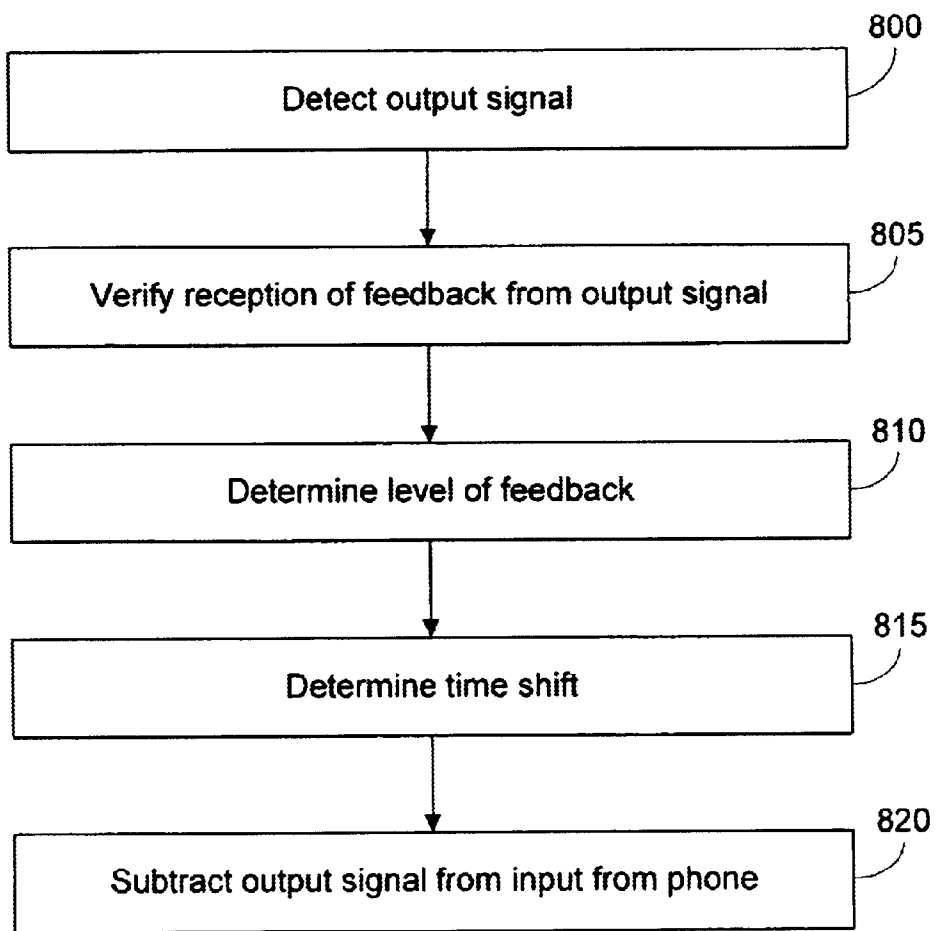 800
Detect output signal
805
Verify reception of feedback from output signal
810
Determine level of feedback
815
Determine time shift
820
Subtract output signal from input from phone